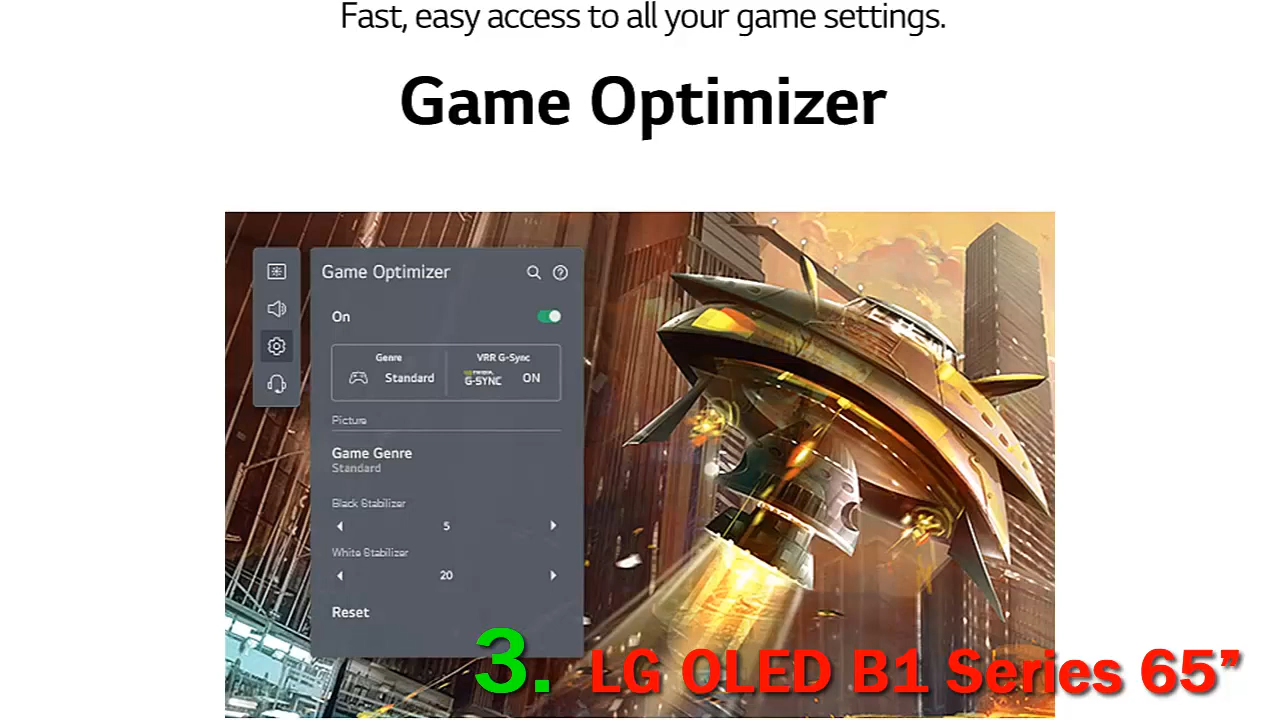 Fast, easy access to all your game settings.
Game Optimizer
Game Optimizer
On
Genre
Standard
VRR G-Sync
NVIDIA.
G-SYNC
ON
Picture
Game Genre
Standard
Black Stabilizer
5
White Stabilizer
20
Reset
3. LG OLED B1 Series 65”